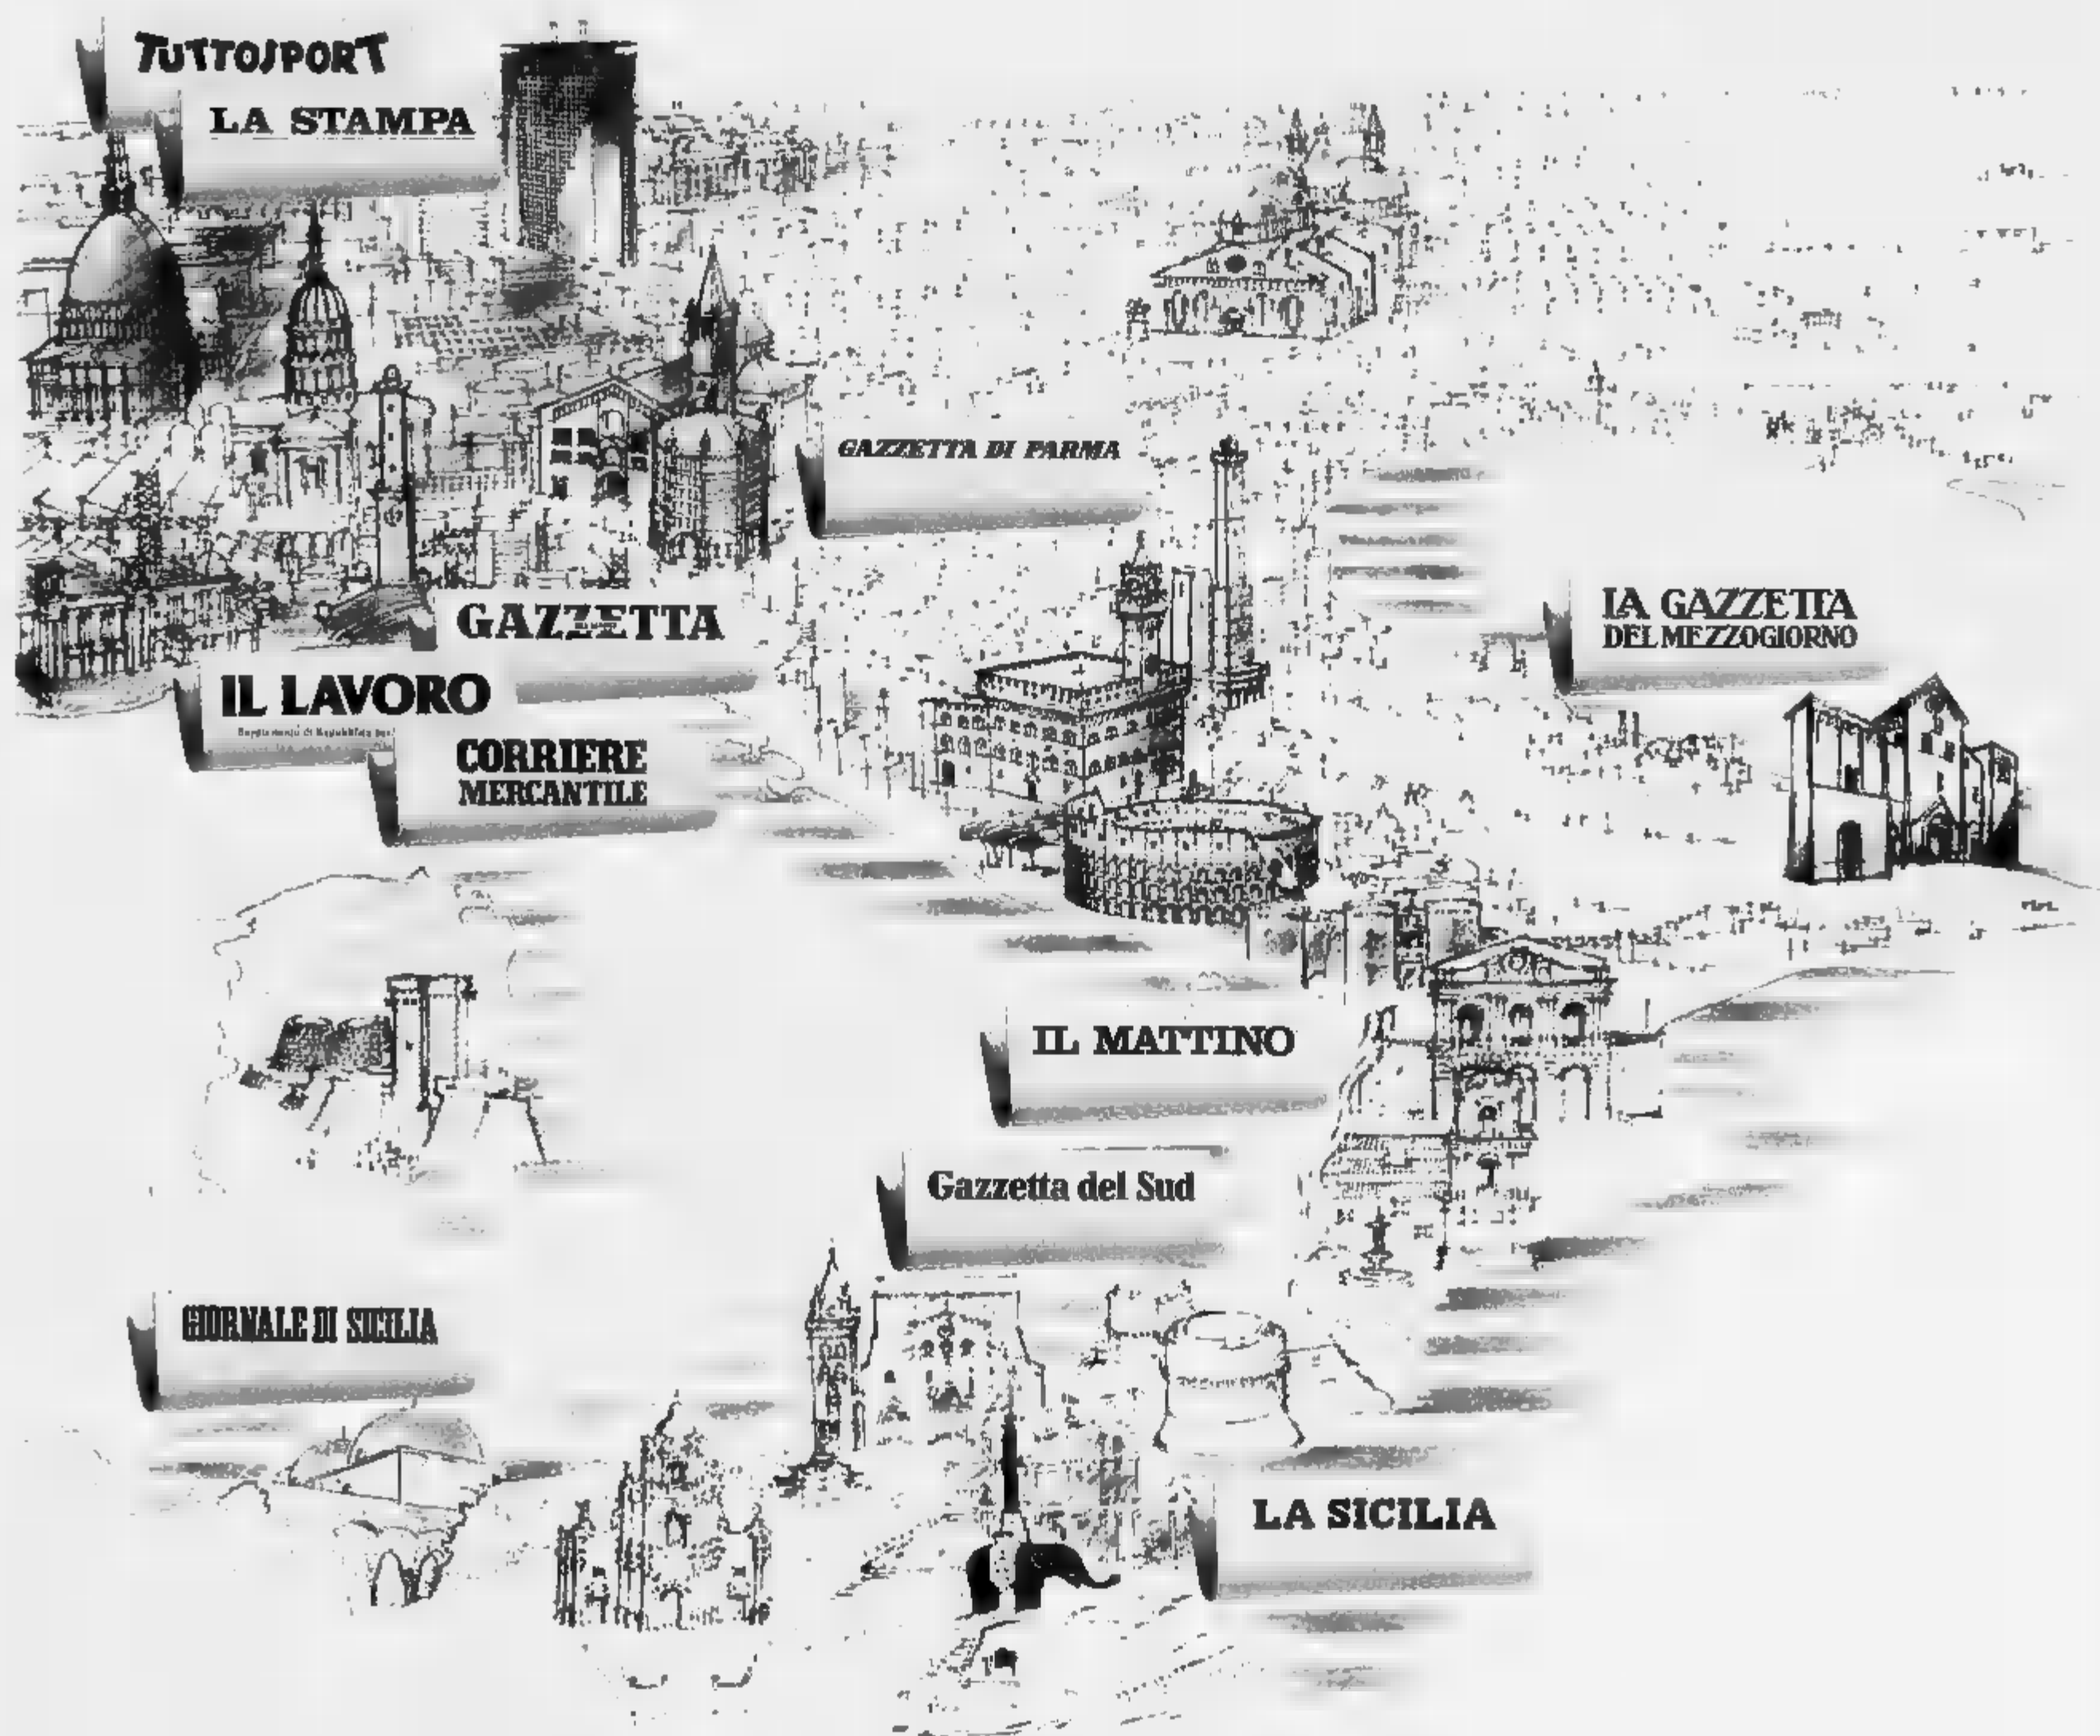 TUTTOSPORT
LA STAMPA
GAZZETTA DI PARMA
GAZZETTA
LA GAZZETTA
DEL MEZZOGIORNO
IL LAVORO
CORRIERE
MERCANTILE
IL MATTINO
Gazzetta del Sud
GIORNALE DI SICILIA
LA SICILIA